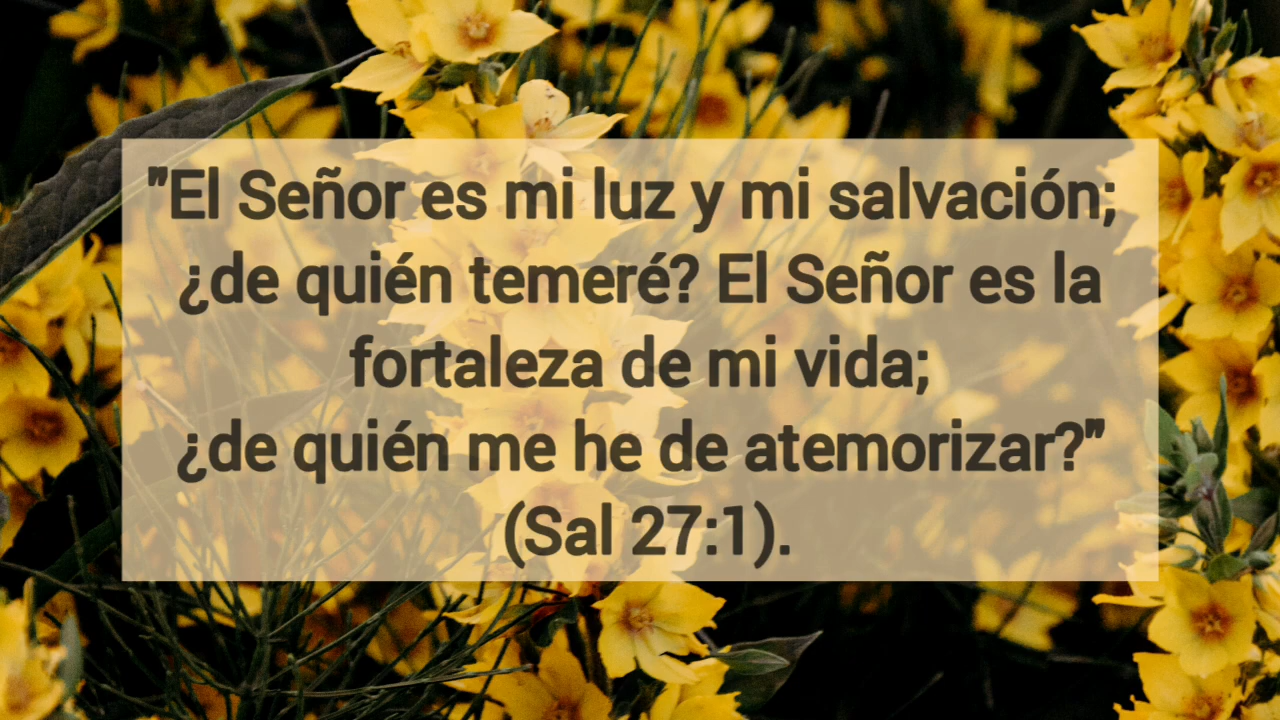 "El Señor es mi luz y mi salvación;
¿de quién temeré? El Señor es la
fortaleza de mi vida;
¿de quién me he de atemorizar?"
(Sal 27:1).